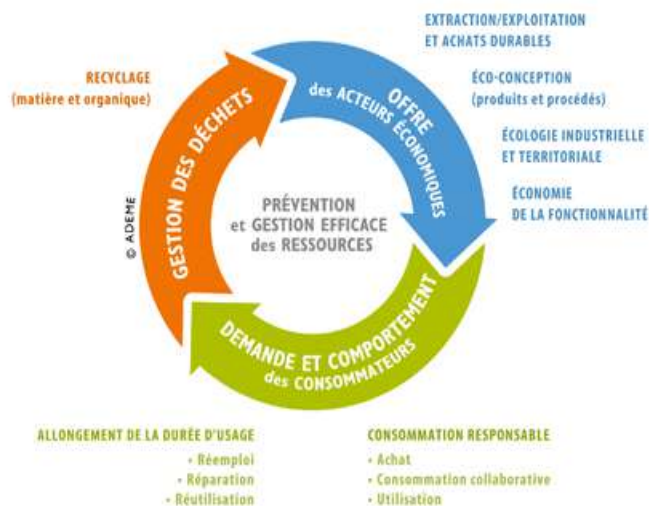 EXTRACTION/EXPLOITATION
ET ACHATS DURABLES
RECYCLAGE
(matière et organique)
ÉCO-CONCEPTION
(produits et procédés)
ÉCOLOGIE INDUSTRIELLE
ET TERRITORIALE
ÉCONOMIE
DE LA FONCTIONNALITÉ
OFFRE
des ACTEURS ÉCONOMIQUES
GESTION DES DÉCHETS
PRÉVENTION
et GESTION EFFICACE
des RESSOURCES
© ADEME
DEMANDE ET COMPORTEMENT
des CONSOMMATEURS
ALLONGEMENT DE LA DURÉE D'USAGE
• Réemploi
• Réparation
• Réutilisation
CONSOMMATION RESPONSABLE
• Achat
• Consommation collaborative
• Utilisation